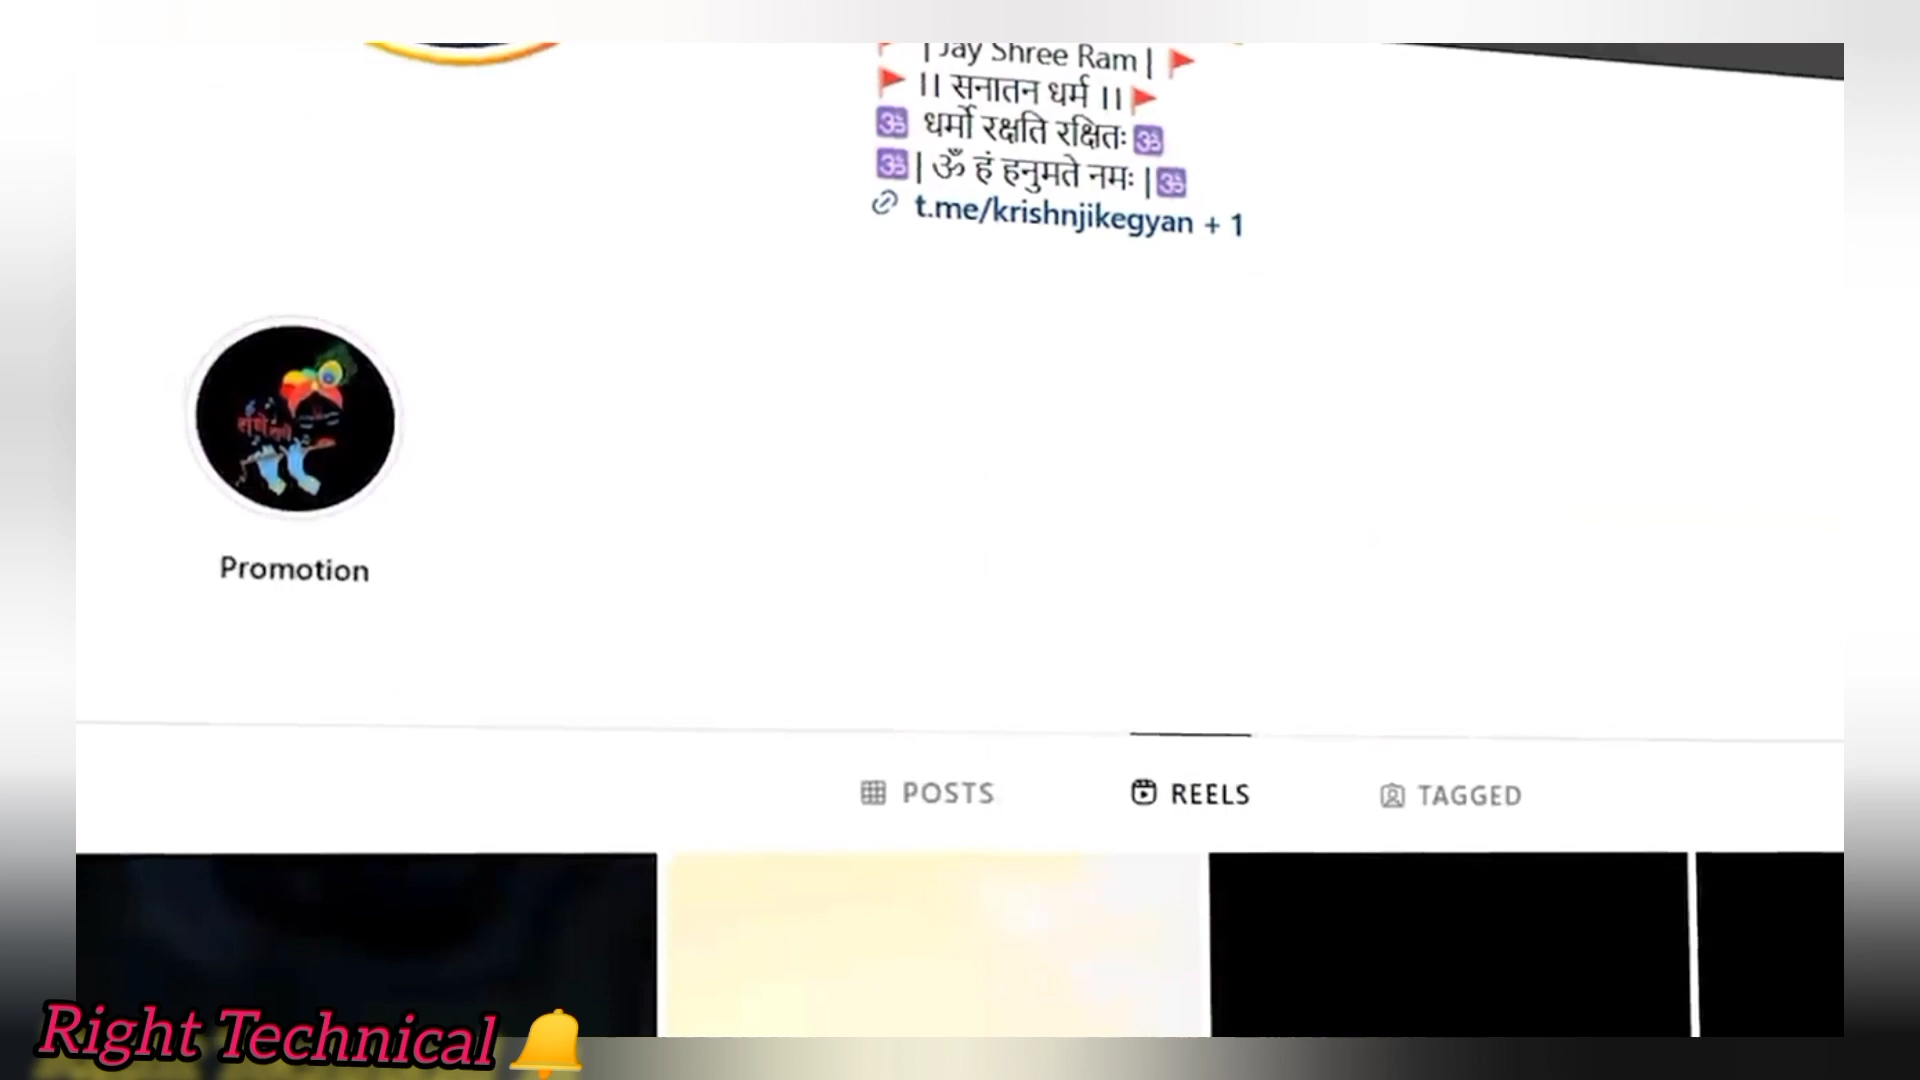 | Jay Shree Ram |
।। सनातन धर्म ।।
ॐ धर्मो रक्षति रक्षितः ॐ
ॐ | ॐ हं हनुमते नमः | ॐ
t.me/krishnjikegyan + 1
राधे
Promotion
POSTS REELS TAGGED
Right Technical